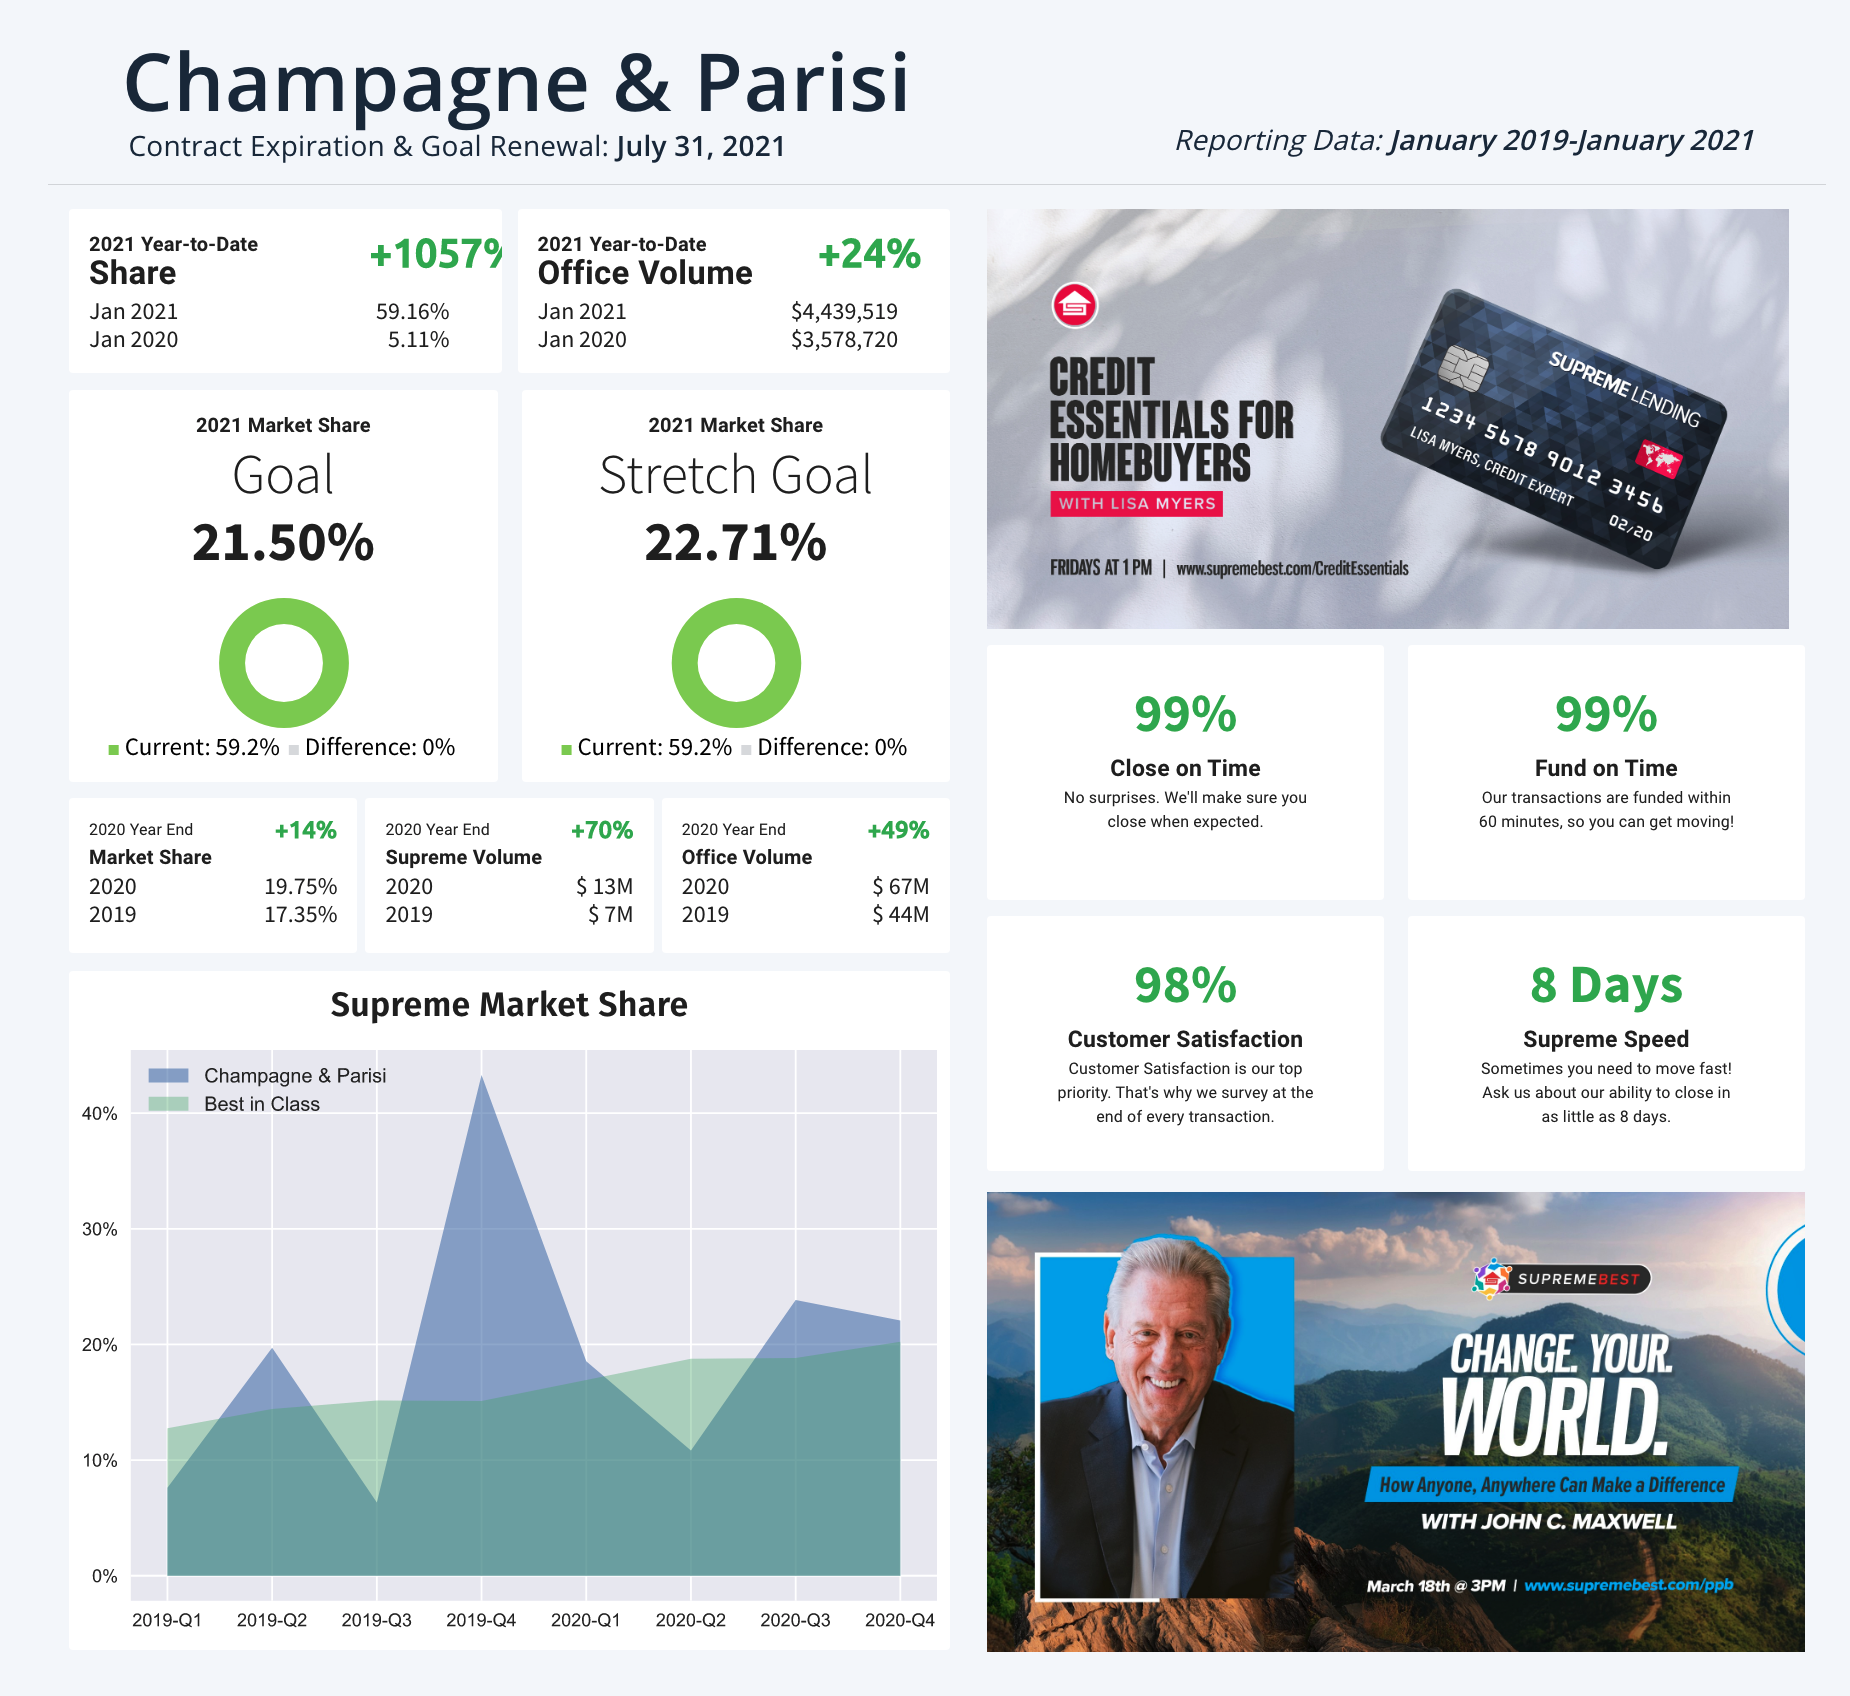 Champagne & Parisi
Contract Expiration & Goal Renewal: July 31, 2021
Reporting Data: January 2019-January 2021
2021 Year-to-Date
Share
+1057%
Jan 2021 59.16%
Jan 2020 5.11%
2021 Year-to-Date
Office Volume
+24%
Jan 2021 $4,439,519
Jan 2020 $3,578,720
2021 Market Share
Goal
21.50%
Current: 59.2% Difference: 0%
2021 Market Share
Stretch Goal
22.71%
Current: 59.2% Difference: 0%
2020 Year End +14%
Market Share
2020 19.75%
2019 17.35%
2020 Year End +70%
Supreme Volume
2020 $ 13M
2019 $ 7M
2020 Year End +49%
Office Volume
2020 $ 67M
2019 $ 44M
Supreme Market Share
Champagne & Parisi
Best in Class
40%
30%
20%
10%
0%
2019-Q1 2019-Q2 2019-Q3 2019-Q4 2020-Q1 2020-Q2 2020-Q3 2020-Q4
CREDIT
ESSENTIALS FOR
HOMEBUYERS
WITH LISA MYERS
FRIDAYS AT 1 PM | www.supremebest.com/CreditEssentials
SUPREME LENDING
1234 5678 9012 3456
LISA MYERS, CREDIT EXPERT
02/20
99%
Close on Time
No surprises. We'll make sure you
close when expected.
99%
Fund on Time
Our transactions are funded within
60 minutes, so you can get moving!
98%
Customer Satisfaction
Customer Satisfaction is our top
priority. That's why we survey at the
end of every transaction.
8 Days
Supreme Speed
Sometimes you need to move fast!
Ask us about our ability to close in
as little as 8 days.
SUPREMEBEST
CHANGE. YOUR.
WORLD.
How Anyone, Anywhere Can Make a Difference
WITH JOHN C. MAXWELL
March 18th @ 3PM | www.supremebest.com/ppb